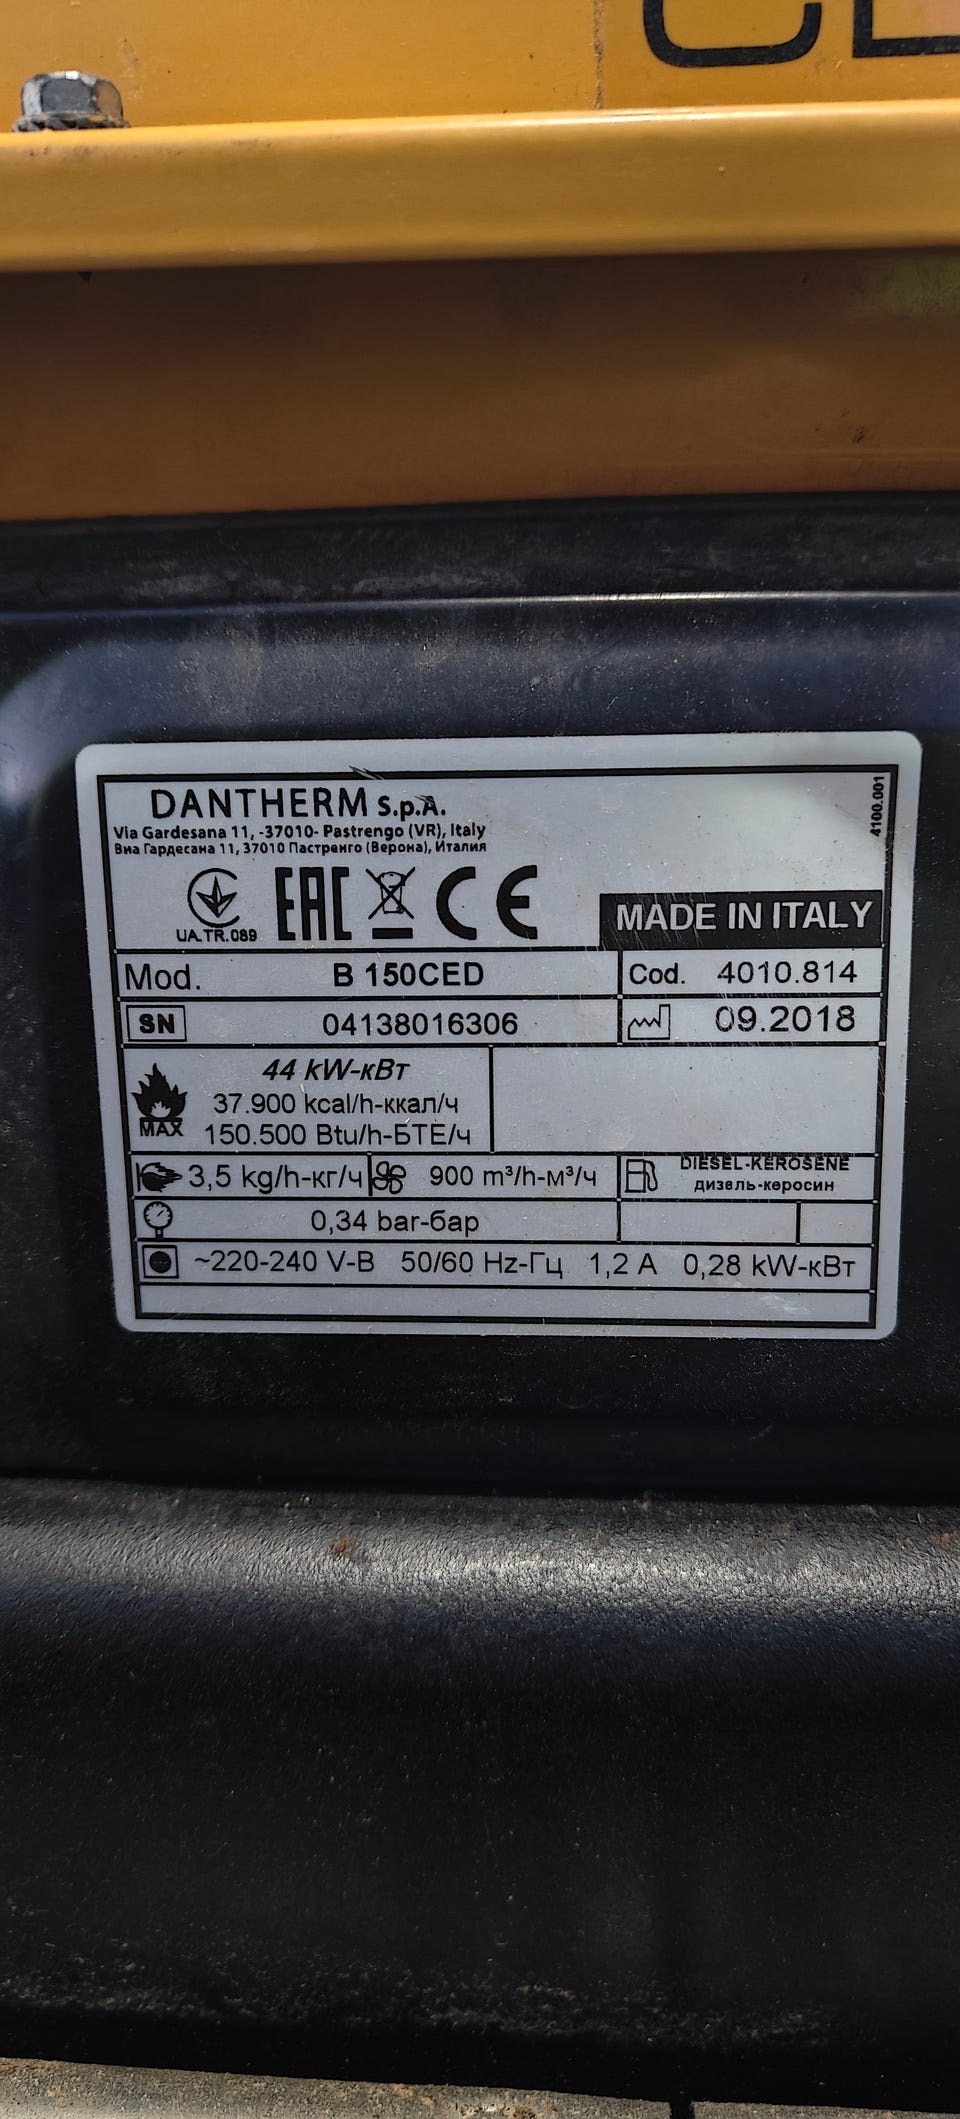 DANTHERM S.p.A.
Via Gardesana 11, -37010- Pastrengo (VR), Italy
Виа Гардесана 11, 37010 Пастренго (Верона), Италия
4100.001
UA.TR.089
EAC CE
MADE IN ITALY
Mod. B 150CED Cod. 4010.814
SN 04138016306 09.2018
44 kW-кВт
37.900 kcal/h-ккал/ч
MAX 150.500 Btu/h-БТЕ/ч
3,5 kg/h-кг/ч 900 m³/h-м³/ч DIESEL-KEROSENE
дизель-керосин
0,34 bar-бар
~220-240 V-В 50/60 Hz-Гц 1,2 A 0,28 kW-кВт